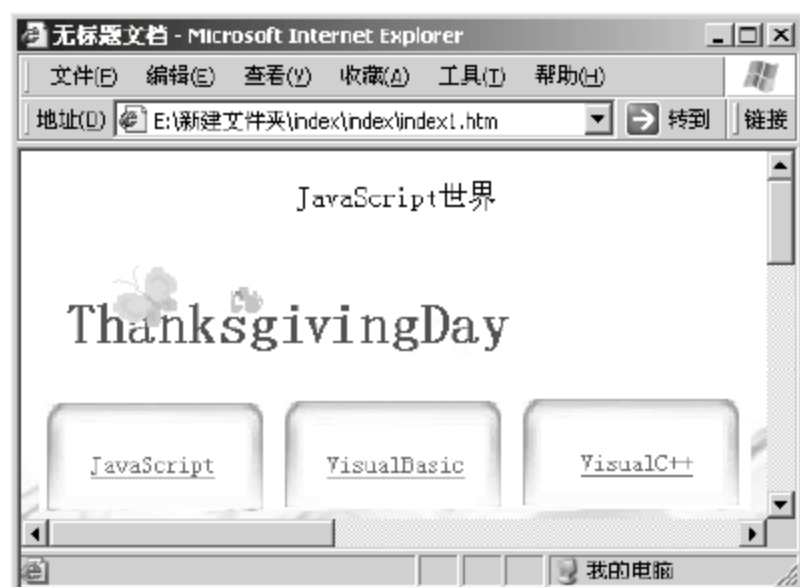 无标题文档 - Microsoft Internet Explorer
文件(F) 编辑(E) 查看(V) 收藏(A) 工具(T) 帮助(H)
地址(D) E:\新建文件夹\index\index\index1.htm 转到 链接
JavaScript世界
ThanksgivingDay
JavaScript VisualBasic VisualC++
我的电脑